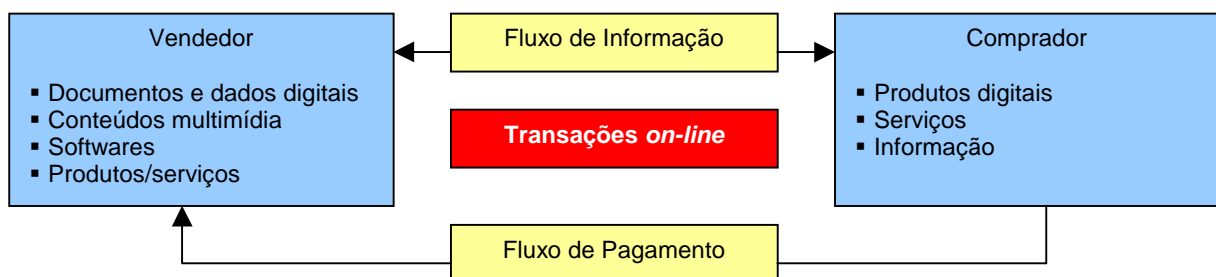 Vendedor
▪ Documentos e dados digitais
▪ Conteúdos multimídia
▪ Softwares
▪ Produtos/serviços
Fluxo de Informação
Transações on-line
Fluxo de Pagamento
Comprador
▪ Produtos digitais
▪ Serviços
▪ Informação